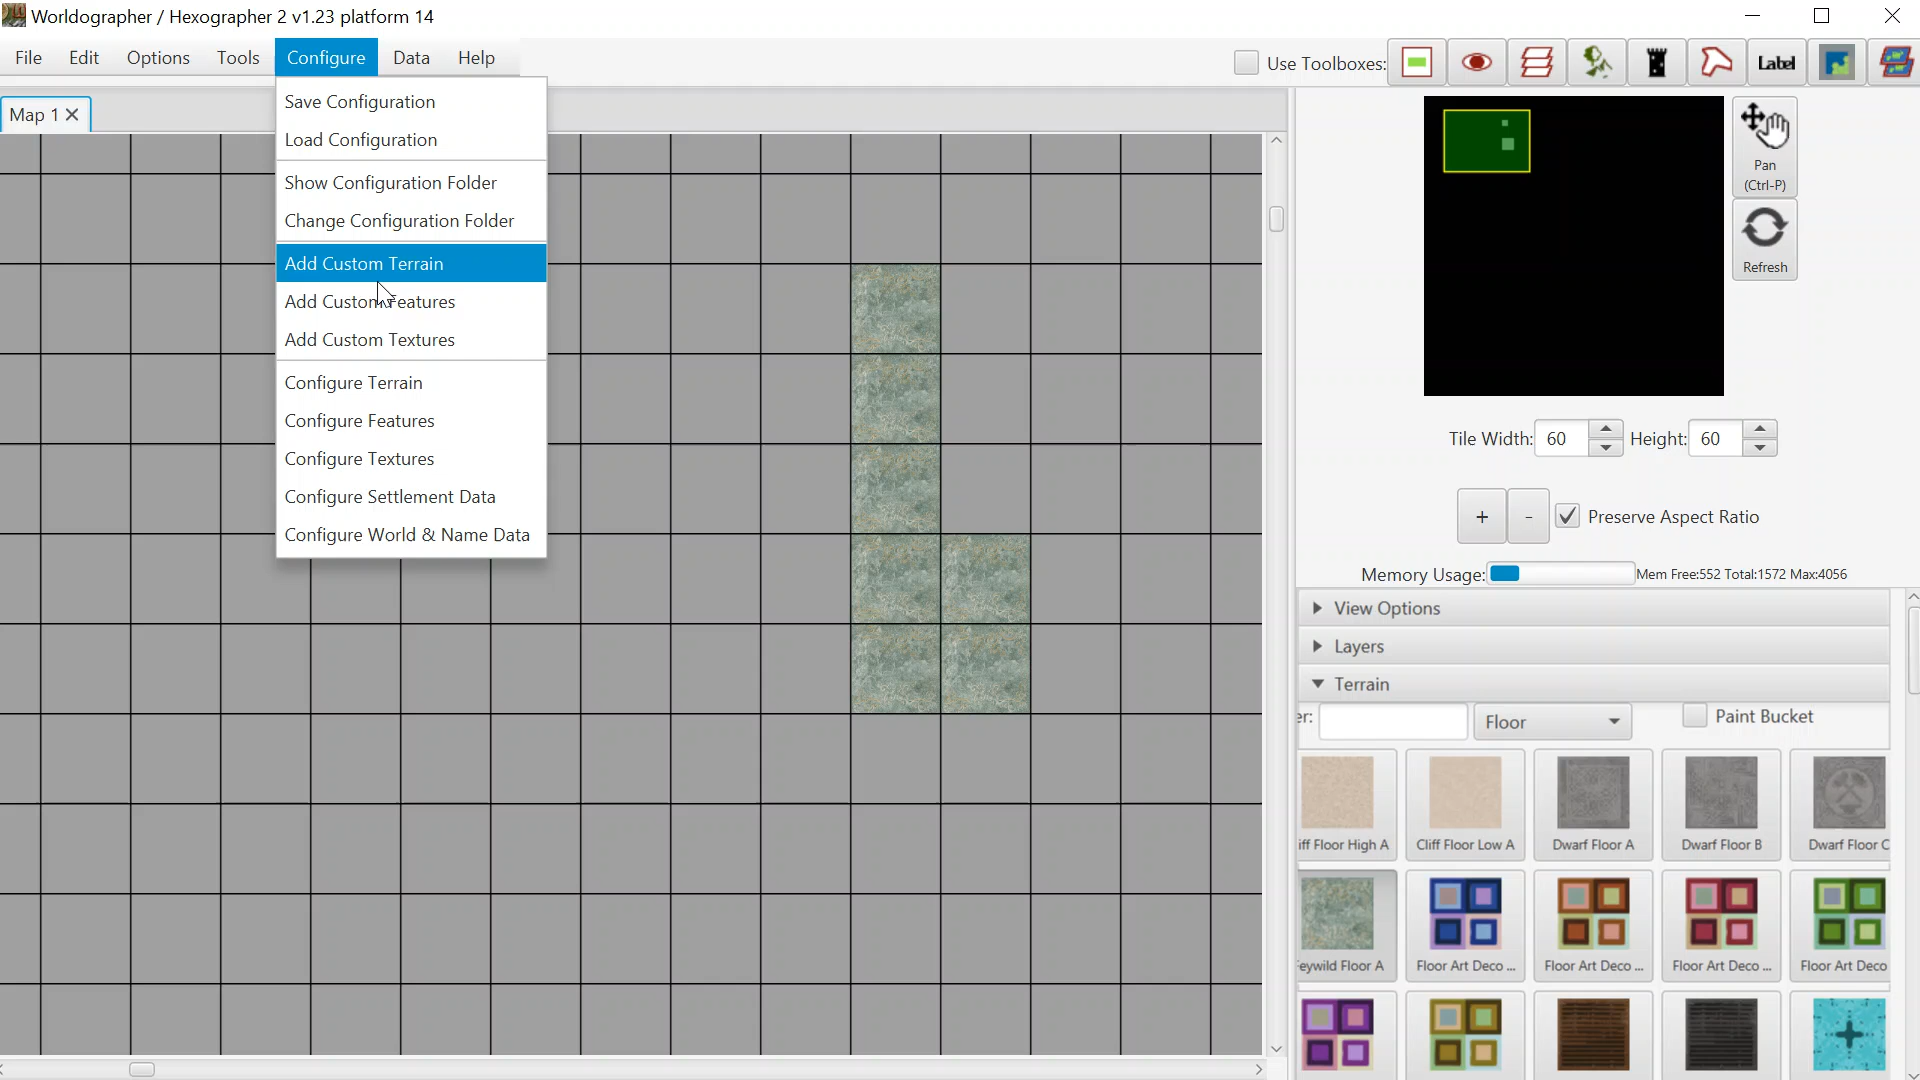 Worldographer / Hexographer 2 v1.23 platform 14
File Edit Options Tools Configure Data Help
Use Toolboxes: Label
Map 1
Save Configuration
Load Configuration
Show Configuration Folder
Change Configuration Folder
Add Custom Terrain
Add Custom Features
Add Custom Textures
Configure Terrain
Configure Features
Configure Textures
Configure Settlement Data
Configure World & Name Data
Pan
(Ctrl-P)
Refresh
Tile Width: 60 Height: 60
+ - Preserve Aspect Ratio
Memory Usage: Mem Free:552 Total:1572 Max:4056
View Options
Layers
Terrain
er: Floor Paint Bucket
iff Floor High A Cliff Floor Low A Dwarf Floor A Dwarf Floor B Dwarf Floor C
eywild Floor A Floor Art Deco ... Floor Art Deco ... Floor Art Deco ... Floor Art Deco